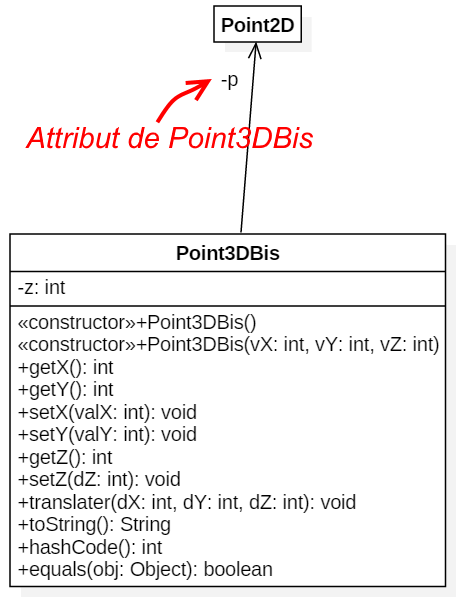 Point2D
-p
Attribut de Point3DBis
Point3DBis
-z: int
«constructor»+Point3DBis()
«constructor»+Point3DBis(vX: int, vY: int, vZ: int)
+getX(): int
+getY(): int
+setX(valX: int): void
+setY(valY: int): void
+getZ(): int
+setZ(dZ: int): void
+translater(dX: int, dY: int, dZ: int): void
+toString(): String
+hashCode(): int
+equals(obj: Object): boolean